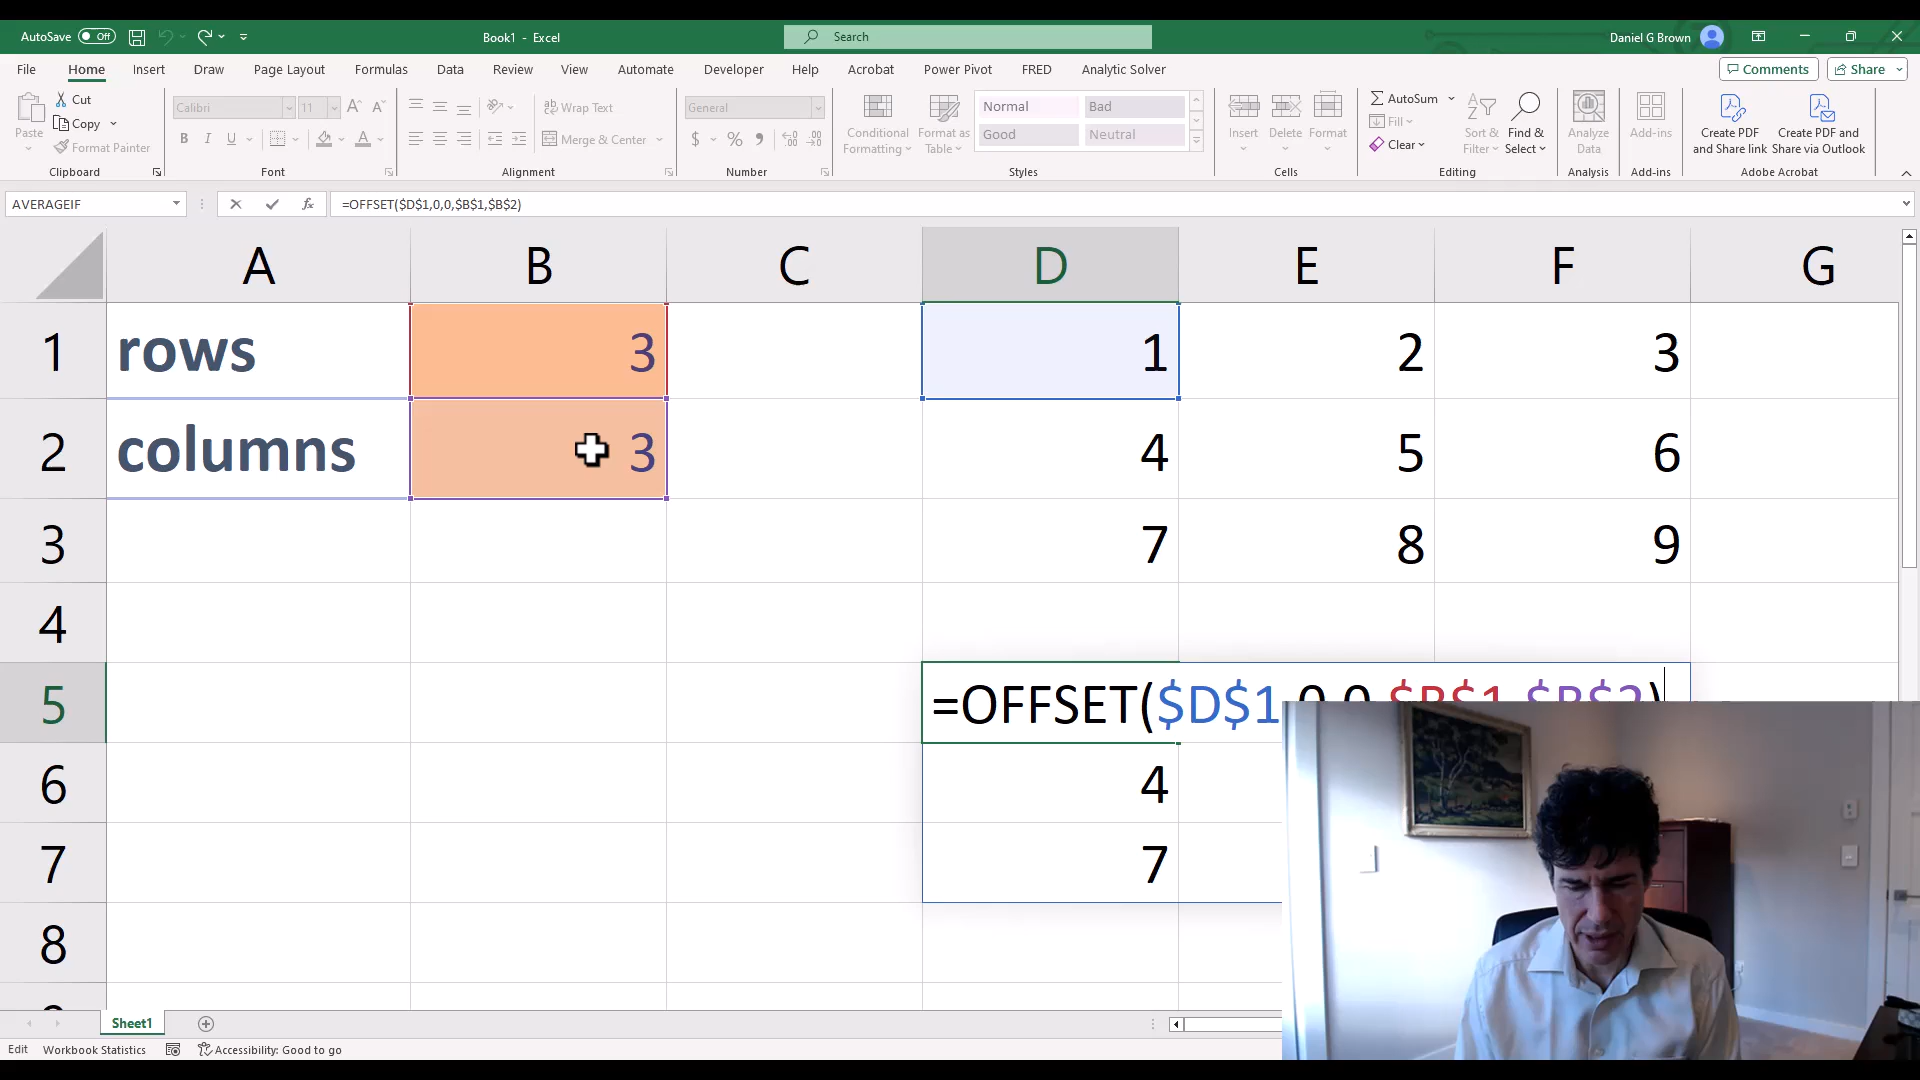 AutoSave Off Book1 - Excel Search Daniel G Brown
File Home Insert Draw Page Layout Formulas Data Review View Automate Developer Help Acrobat Power Pivot FRED Analytic Solver Comments Share
Paste Cut Copy Format Painter Clipboard
Calibri 11 B I U A A A Font
ab Wrap Text Merge & Center Alignment
General $ % , Number
Conditional Formatting Format as Table Normal Bad Good Neutral Styles
Insert Delete Format Cells
AutoSum Fill Clear Sort & Filter Find & Select Editing
Analyze Data Analysis
Add-ins Add-ins
Create PDF and Share link Create PDF and Share via Outlook Adobe Acrobat
AVERAGEIF fx =OFFSET($D$1,0,0,$B$1,$B$2)
A B C D E F G
1 rows 3 1 2 3
2 columns 3 4 5 6
3 7 8 9
4
5 =OFFSET($D$1,0,0,$B$1,$B$2)
6 4
7 7
8
Sheet1
Edit Workbook Statistics Accessibility: Good to go